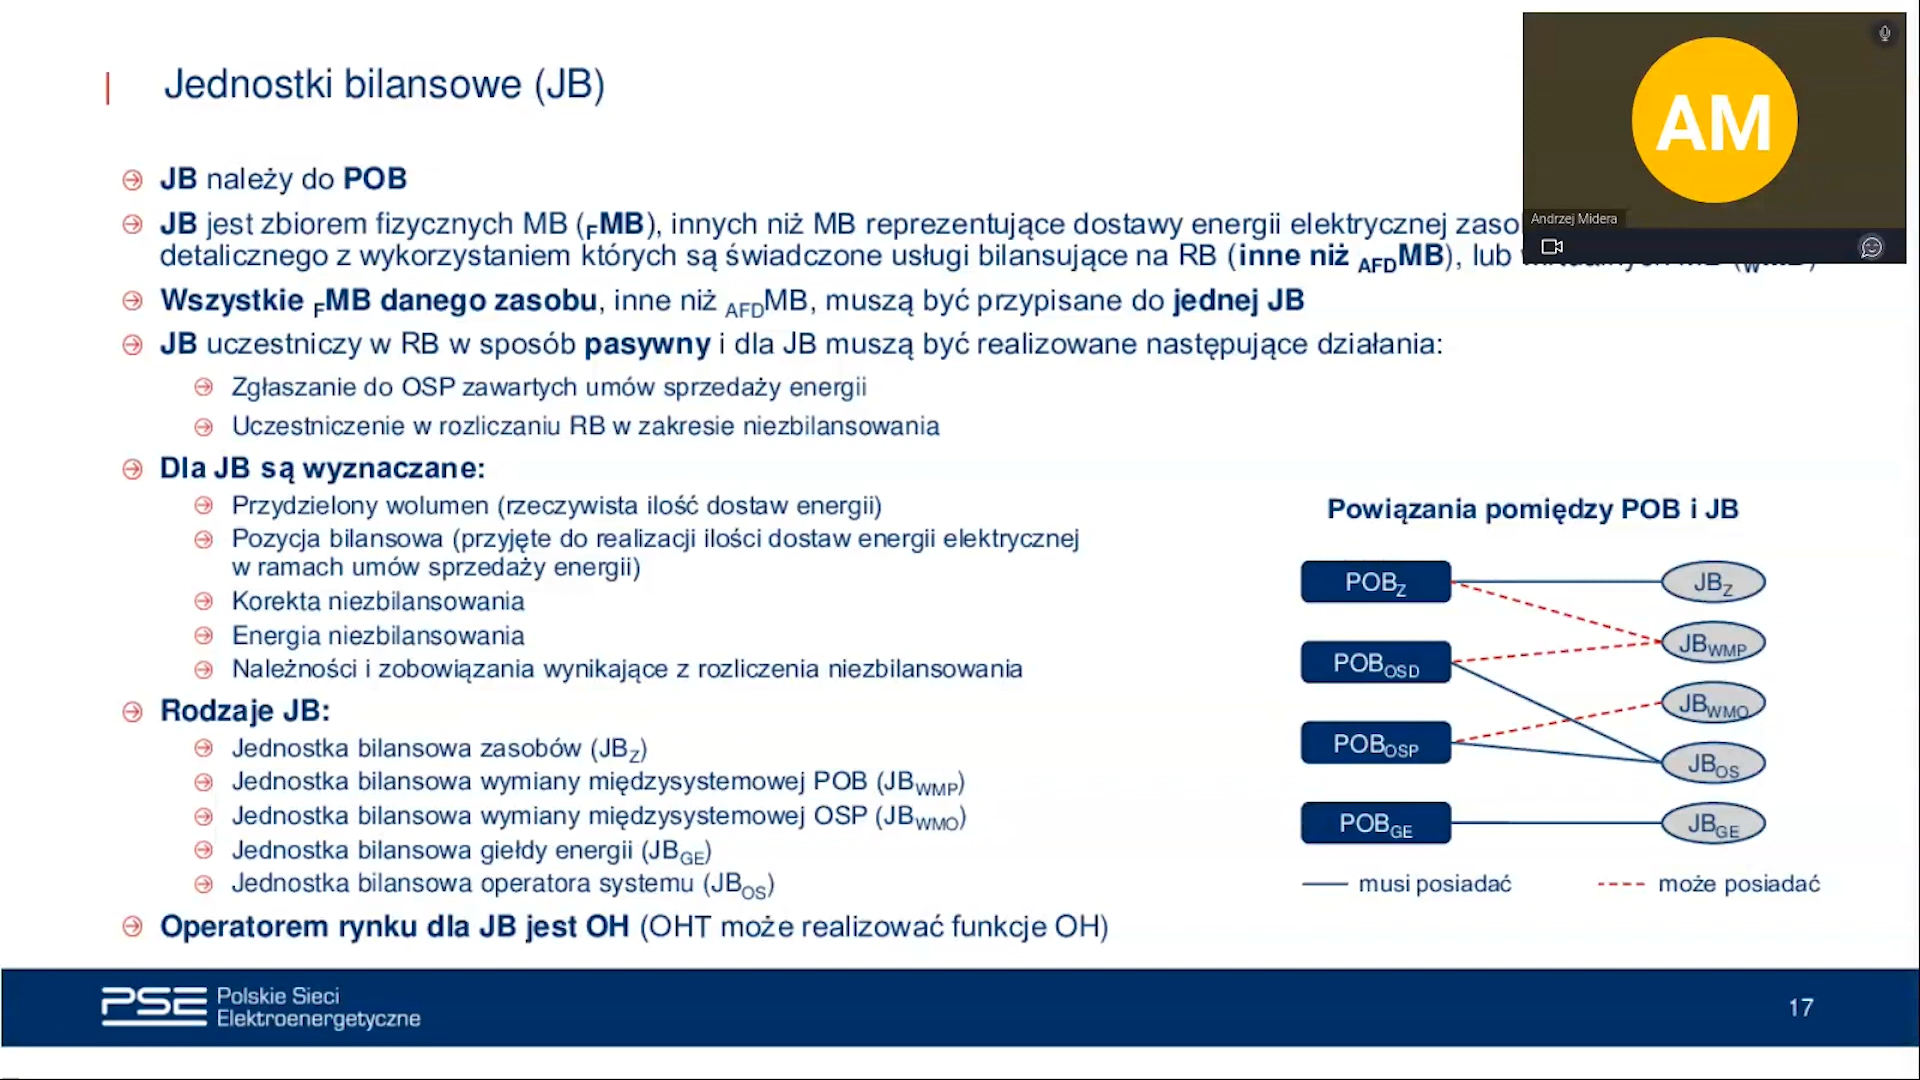 Jednostki bilansowe (JB)
AM
Andrzej Midera
JB należy do POB
JB jest zbiorem fizycznych MB (FMB), innych niż MB reprezentujące dostawy energii elektrycznej
detalicznego z wykorzystaniem których są świadczone usługi bilansujące na RB (inne niż AFDMB), lub
Wszystkie FMB danego zasobu, inne niż AFDMB, muszą być przypisane do jednej JB
JB uczestniczy w RB w sposób pasywny i dla JB muszą być realizowane następujące działania:
Zgłaszanie do OSP zawartych umów sprzedaży energii
Uczestniczenie w rozliczaniu RB w zakresie niezbilansowania
Dla JB są wyznaczane:
Przydzielony wolumen (rzeczywista ilość dostaw energii)
Pozycja bilansowa (przyjęte do realizacji ilości dostaw energii elektrycznej
w ramach umów sprzedaży energii)
Korekta niezbilansowania
Energia niezbilansowania
Należności i zobowiązania wynikające z rozliczenia niezbilansowania
Rodzaje JB:
Jednostka bilansowa zasobów (JBZ)
Jednostka bilansowa wymiany międzysystemowej POB (JBWMP)
Jednostka bilansowa wymiany międzysystemowej OSP (JBWMO)
Jednostka bilansowa giełdy energii (JBGE)
Jednostka bilansowa operatora systemu (JBOS)
Operatorem rynku dla JB jest OH (OHT może realizować funkcje OH)
Powiązania pomiędzy POB i JB
POBZ
JBZ
JBWMP
POBOSD
JBWMO
POBOSP
JBOS
POBGE
JBGE
musi posiadać
może posiadać
PSE Polskie Sieci
Elektroenergetyczne
17